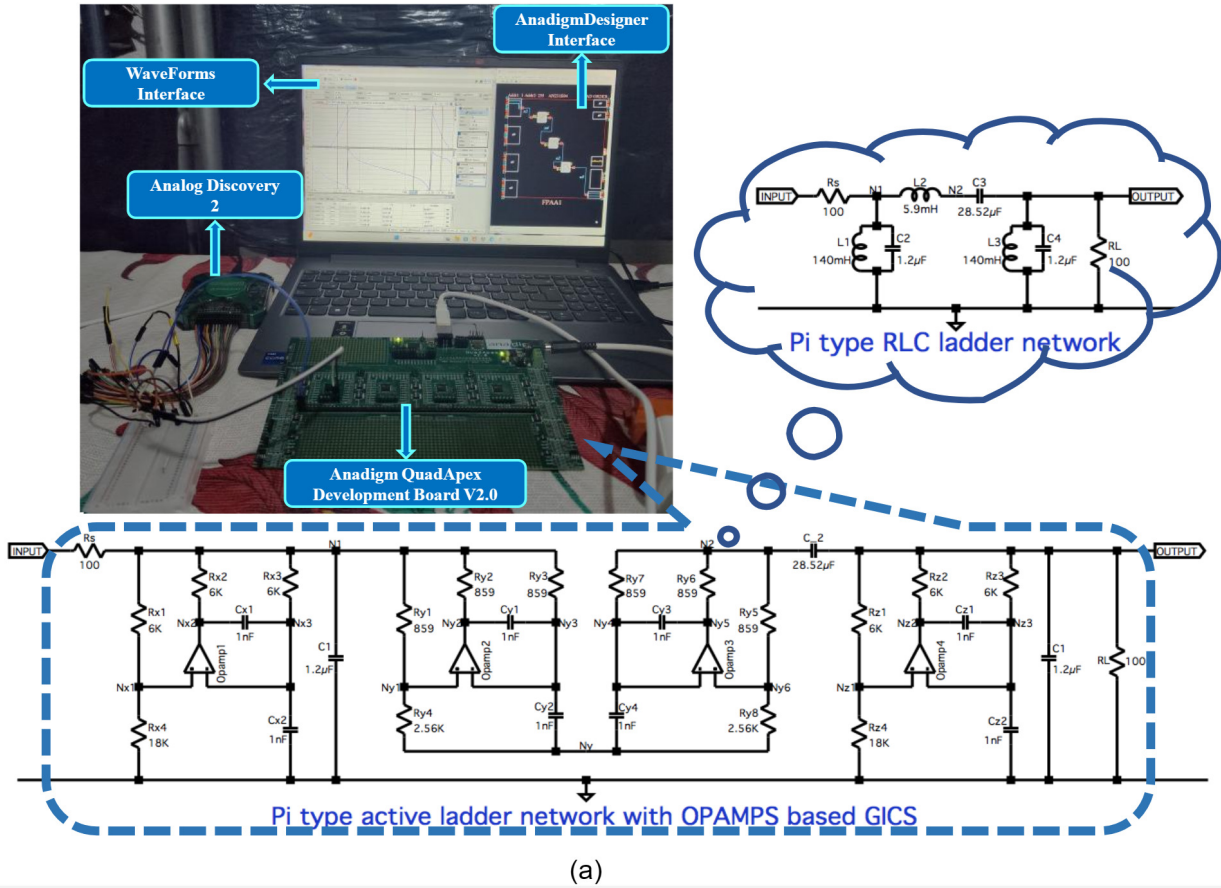 AnadigmDesigner
Interface
WaveForms
Interface
Analog Discovery
2
FPAA1
Anadigm QuadApex
Development Board V2.0
INPUT
Rs
100
N1
L2
5.9mH
N2
C3
28.52µF
OUTPUT
L1
140mH
C2
1.2µF
L3
140mH
C4
1.2µF
RL
100
Pi type RLC ladder network
INPUT
Rs
100
Rx1
6K
Rx2
6K
Rx3
6K
Nx2
Cx1
1nF
Nx3
Opamp1
Nx1
Rx4
18K
Cx2
1nF
N1
C1
1.2µF
Ry1
859
Ry2
859
Ry3
859
Ny2
Cy1
1nF
Ny3
Opamp2
Ny1
Ry4
2.56K
Cy2
1nF
Ny
N2
Ry7
859
Ry6
859
Ry5
859
Ny4
Cy3
1nF
Ny5
Opamp3
Ny6
Cy4
1nF
Ry8
2.56K
C_2
28.52µF
Rz1
6K
Rz2
6K
Rz3
6K
Nz2
Cz1
1nF
Nz3
Opamp4
Nz1
Rz4
18K
Cz2
1nF
C1
1.2µF
RL
100
OUTPUT
Pi type active ladder network with OPAMPS based GICS
(a)